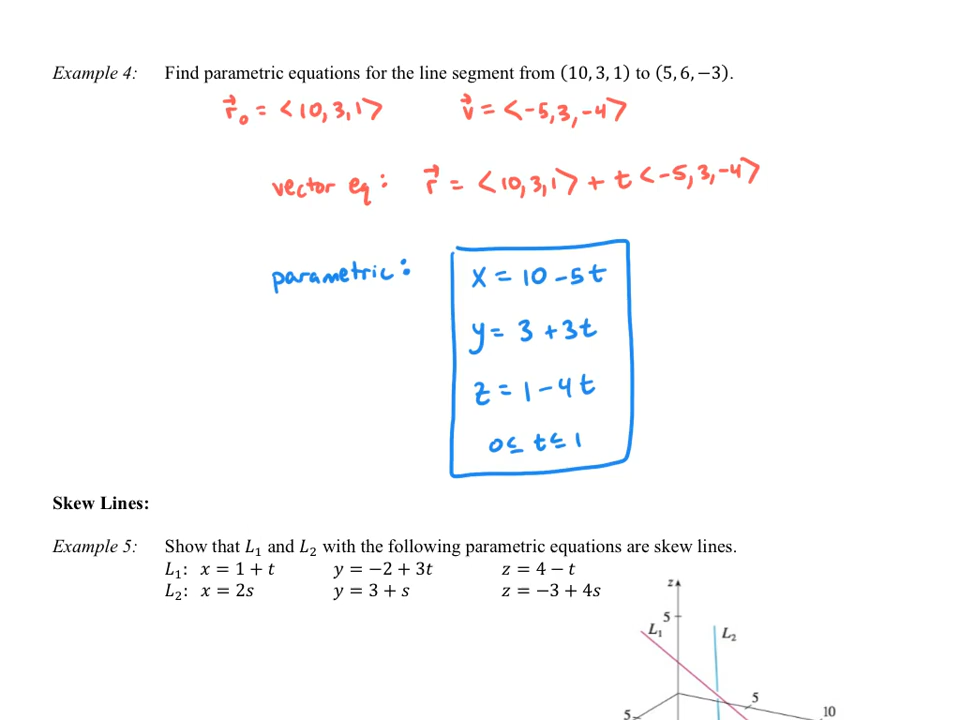 Example 4: Find parametric equations for the line segment from (10, 3, 1) to (5, 6, −3).
r⃗₀ = <10, 3, 1> v⃗ = <-5, 3, -4>
vector eq: r⃗ = <10, 3, 1> + t <-5, 3, -4>
parametric:
x = 10 - 5t
y = 3 + 3t
z = 1 - 4t
0 ≤ t ≤ 1
Skew Lines:
Example 5: Show that L₁ and L₂ with the following parametric equations are skew lines.
L₁: x = 1 + t y = −2 + 3t z = 4 − t
L₂: x = 2s y = 3 + s z = −3 + 4s
z
5
L₁ L₂
5
5 10